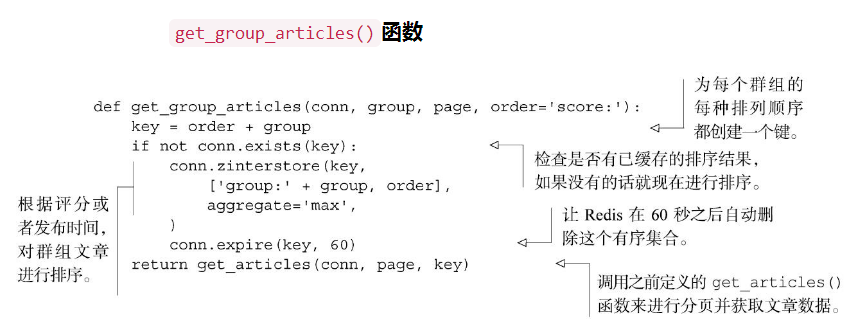 get_group_articles() 函数
为每个群组的
每种排列顺序
都创建一个键。
def get_group_articles(conn, group, page, order='score:'):
key = order + group
if not conn.exists(key):
检查是否有已缓存的排序结果，
如果没有的话就现在进行排序。
conn.zinterstore(key,
['group:' + group, order],
aggregate='max',
)
根据评分或
者发布时间，
对群组文章
进行排序。
conn.expire(key, 60)
让 Redis 在 60 秒之后自动删
除这个有序集合。
return get_articles(conn, page, key)
调用之前定义的 get_articles()
函数来进行分页并获取文章数据。